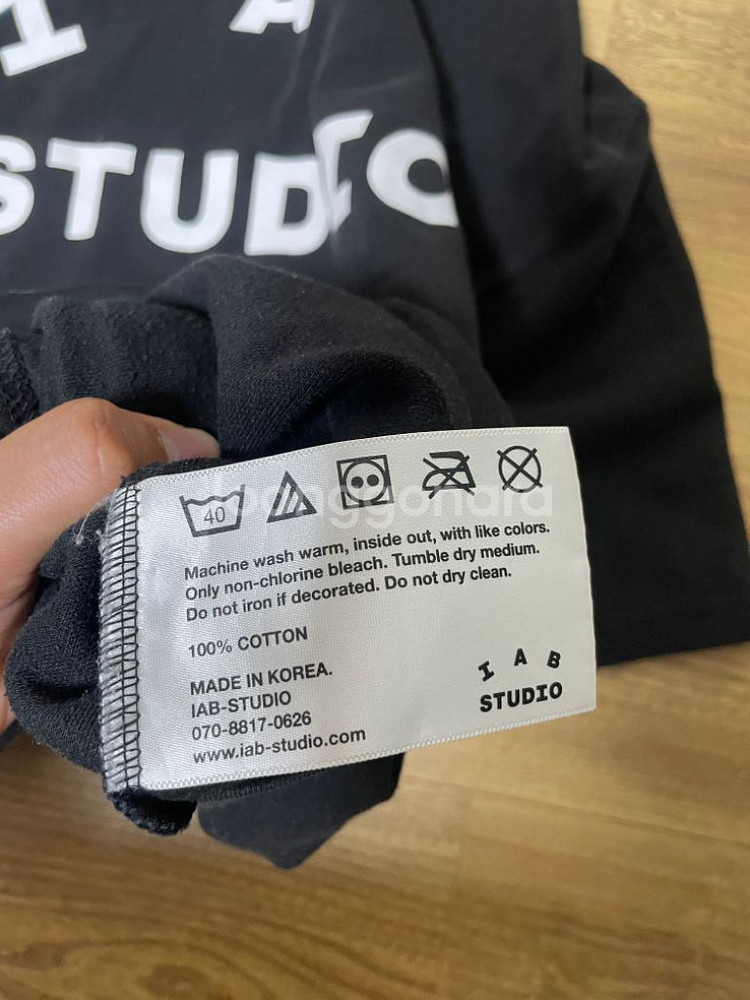 I A
STUDIO
40
joonggonara
Machine wash warm, inside out, with like colors.
Only non-chlorine bleach. Tumble dry medium.
Do not iron if decorated. Do not dry clean.
100% COTTON
MADE IN KOREA.
IAB-STUDIO
070-8817-0626
www.iab-studio.com
I A B
STUDIO